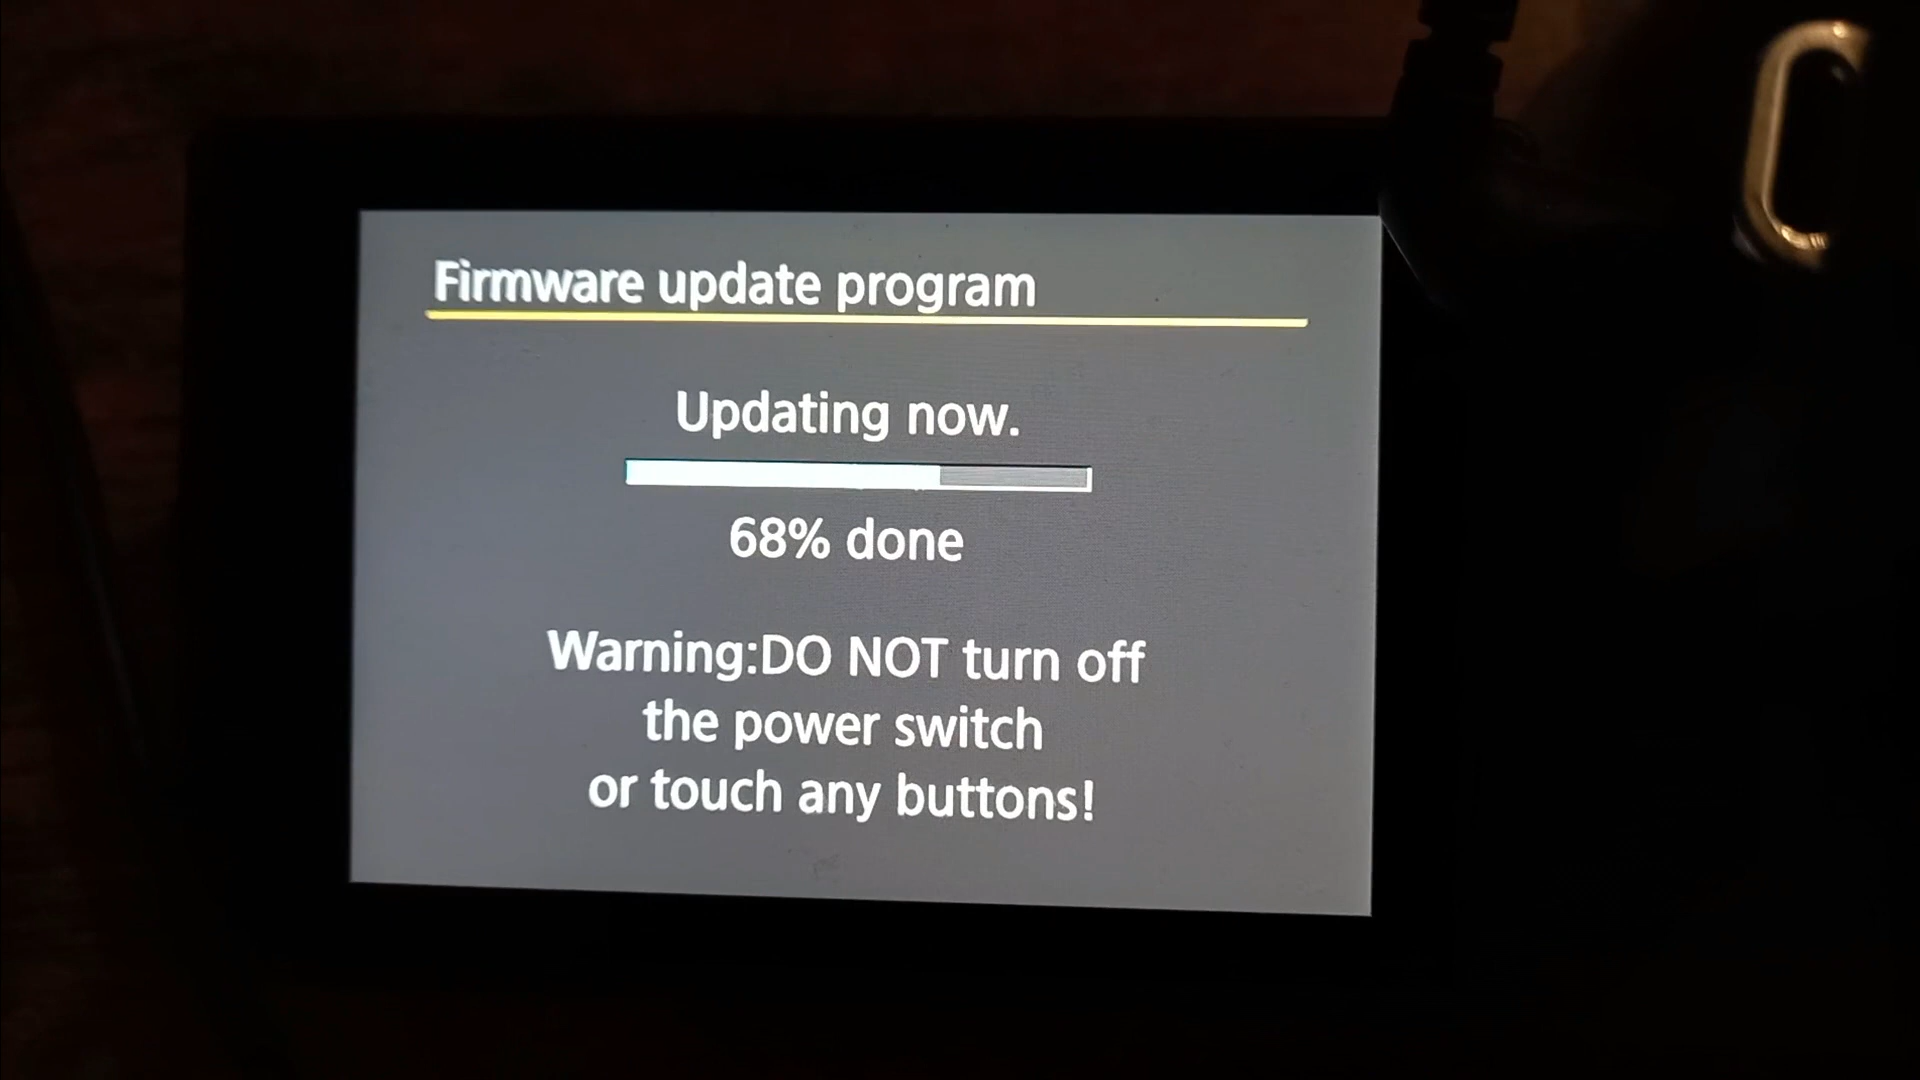 Firmware update program
Updating now.
68% done
Warning:DO NOT turn off
the power switch
or touch any buttons!